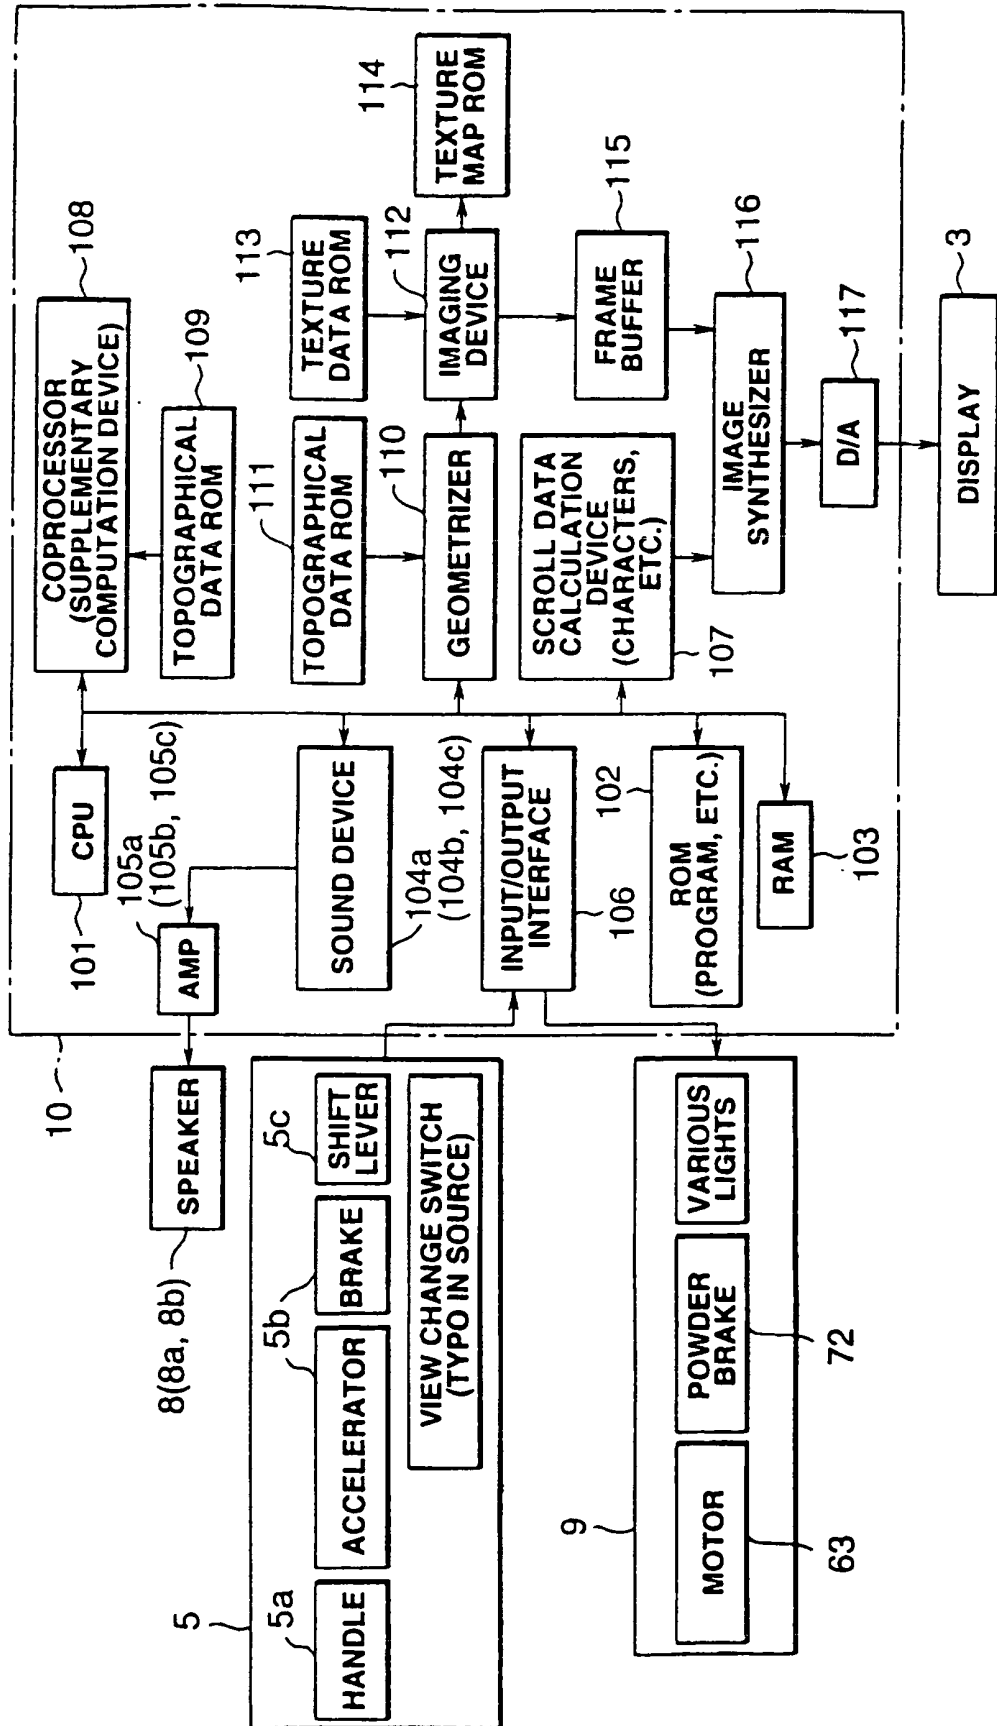 10
101
CPU
COPROCESSOR
(SUPPLEMENTARY
COMPUTATION DEVICE)
108
8(8a, 8b)
SPEAKER
AMP
105a
(105b, 105c)
TOPOGRAPHICAL
DATA ROM
109
5
5a
5b
5c
HANDLE
ACCELERATOR
BRAKE
SHIFT
LEVER
VIEW CHANGE SWITCH
(TYPO IN SOURCE)
SOUND DEVICE
104a
(104b, 104c)
111
TOPOGRAPHICAL
DATA ROM
113
TEXTURE
DATA ROM
110
GEOMETRIZER
112
IMAGING
DEVICE
114
TEXTURE
MAP ROM
INPUT/OUTPUT
INTERFACE
106
SCROLL DATA
CALCULATION
DEVICE
(CHARACTERS,
ETC.)
107
FRAME
BUFFER
115
9
MOTOR
63
POWDER
BRAKE
72
VARIOUS
LIGHTS
102
ROM
(PROGRAM, ETC.)
RAM
103
IMAGE
SYNTHESIZER
116
D/A
117
DISPLAY
3